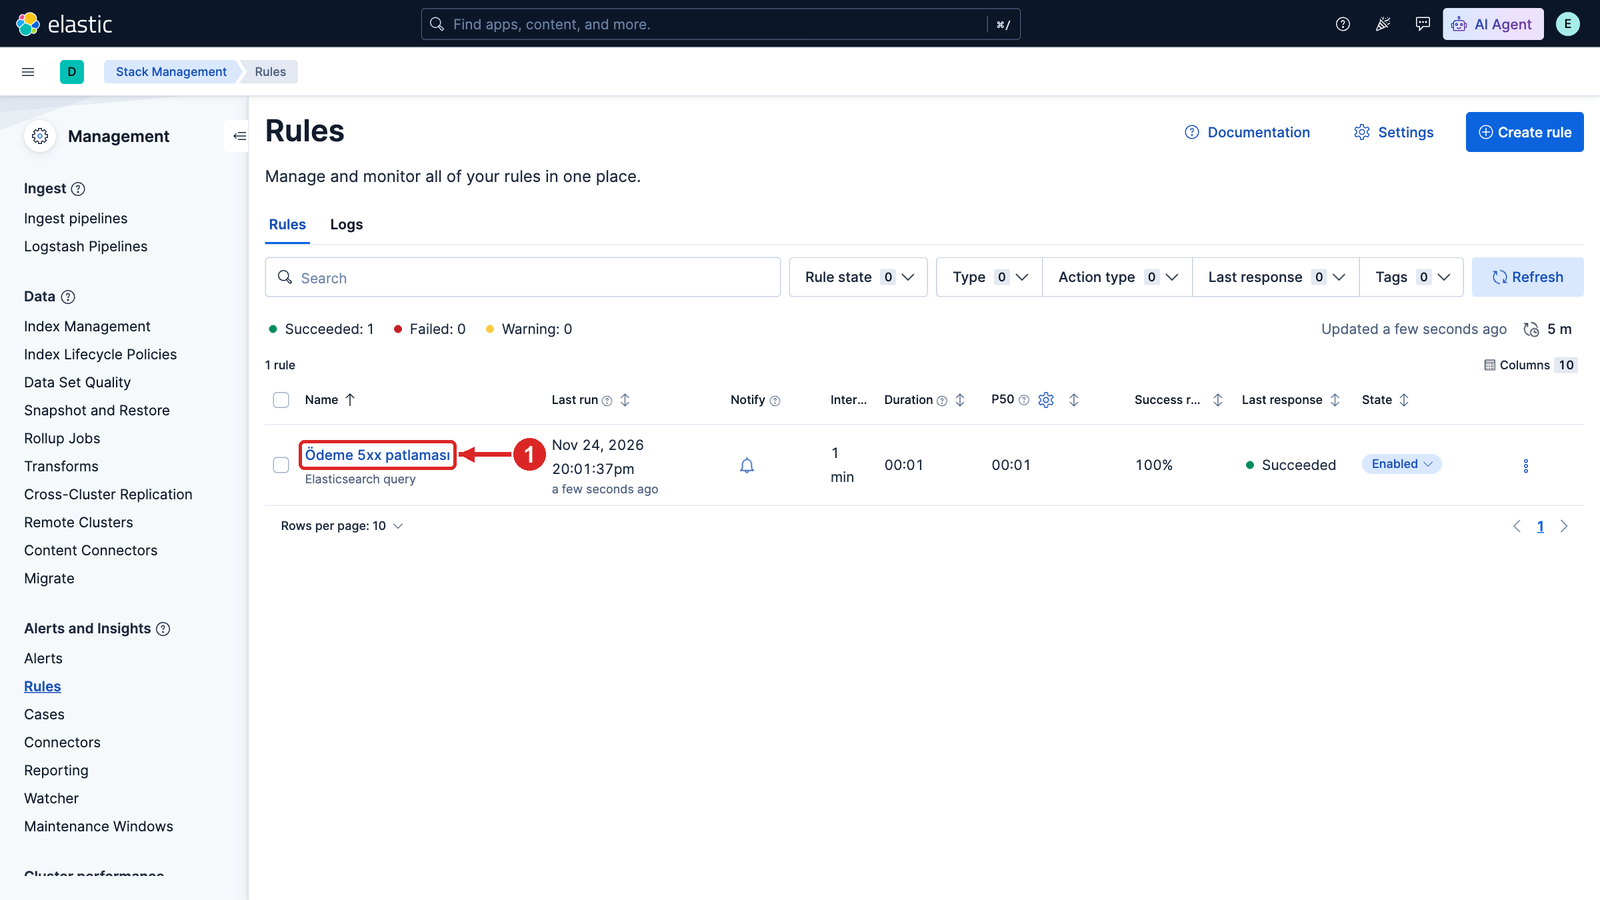 elastic
Find apps, content, and more.
⌘/
AI Agent
E
D
Stack Management
Rules
Management
Ingest
Ingest pipelines
Logstash Pipelines
Data
Index Management
Index Lifecycle Policies
Data Set Quality
Snapshot and Restore
Rollup Jobs
Transforms
Cross-Cluster Replication
Remote Clusters
Content Connectors
Migrate
Alerts and Insights
Alerts
Rules
Cases
Connectors
Reporting
Watcher
Maintenance Windows
Cluster performance
Rules
Documentation
Settings
Create rule
Manage and monitor all of your rules in one place.
Rules
Logs
Search
Rule state 0
Type 0
Action type 0
Last response 0
Tags 0
Refresh
Succeeded: 1
Failed: 0
Warning: 0
Updated a few seconds ago
5 m
1 rule
Columns 10
Name
Last run
Notify
Inter...
Duration
P50
Success r...
Last response
State
Ödeme 5xx patlaması
Elasticsearch query
1
Nov 24, 2026
20:01:37pm
a few seconds ago
1
min
00:01
00:01
100%
Succeeded
Enabled
Rows per page: 10
1